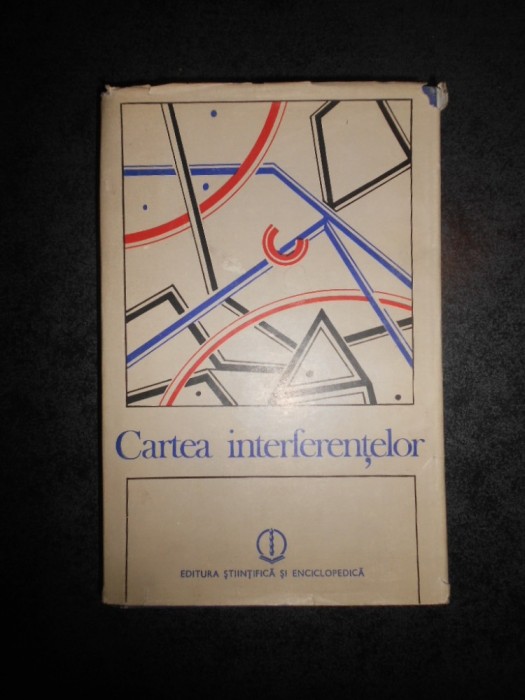 Cartea interferențelor
EDITURA ȘTIINȚIFICĂ ȘI ENCICLOPEDICĂ